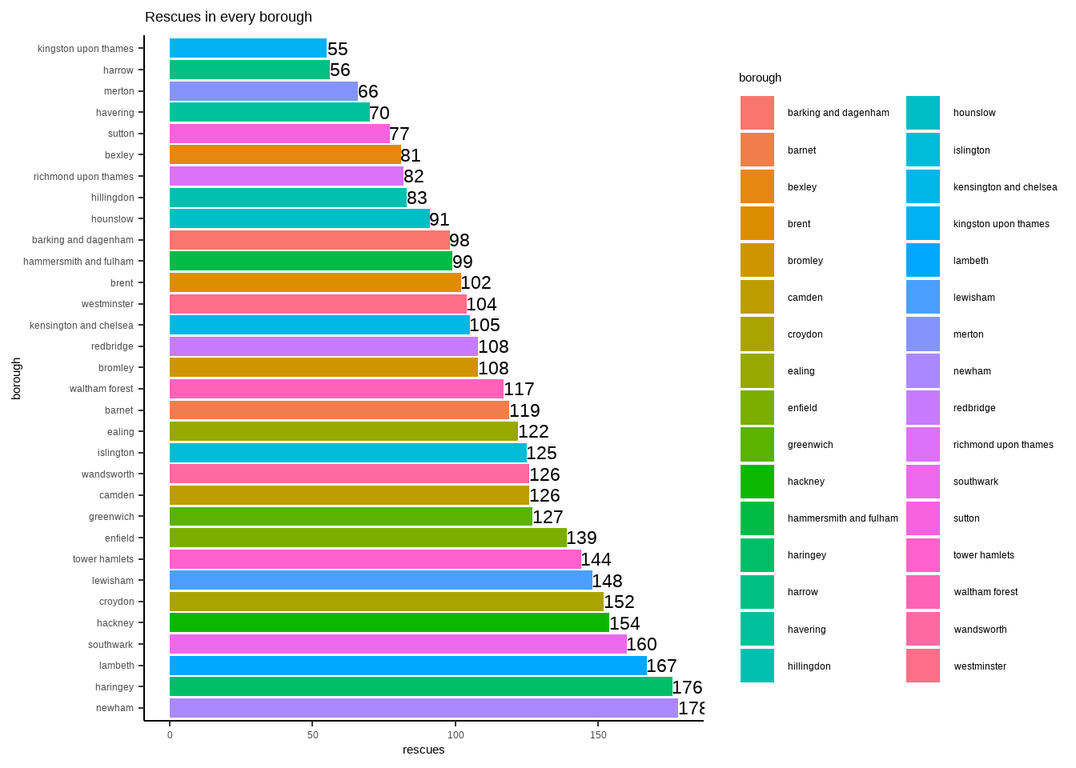 Rescues in every borough
kingston upon thames 55
harrow 56
merton 66
havering 70
sutton 77
bexley 81
richmond upon thames 82
hillingdon 83
hounslow 91
barking and dagenham 98
hammersmith and fulham 99
brent 102
westminster 104
kensington and chelsea 105
redbridge 108
bromley 108
waltham forest 117
barnet 119
ealing 122
islington 125
wandsworth 126
camden 126
greenwich 127
enfield 139
tower hamlets 144
lewisham 148
croydon 152
hackney 154
southwark 160
lambeth 167
haringey 176
newham 178
borough
0 50 100 150
rescues
borough
barking and dagenham
barnet
bexley
brent
bromley
camden
croydon
ealing
enfield
greenwich
hackney
hammersmith and fulham
haringey
harrow
havering
hillingdon
hounslow
islington
kensington and chelsea
kingston upon thames
lambeth
lewisham
merton
newham
redbridge
richmond upon thames
southwark
sutton
tower hamlets
waltham forest
wandsworth
westminster